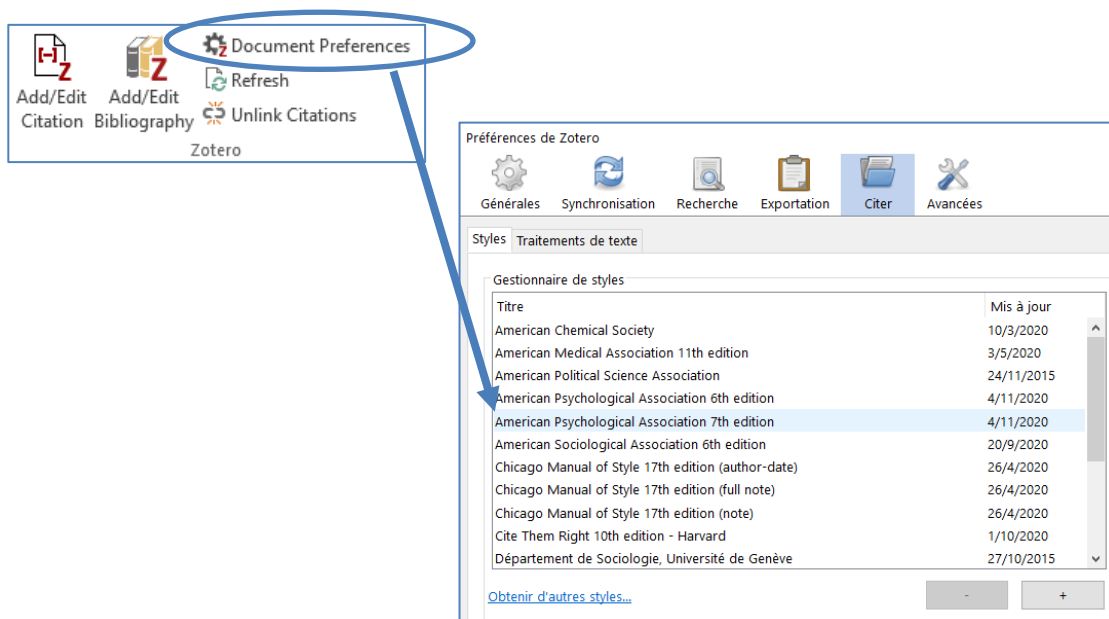 Document Preferences
Refresh
Unlink Citations
Add/Edit Citation
Add/Edit Bibliography
Zotero
Préférences de Zotero
Générales Synchronisation Recherche Exportation Citer Avancées
Styles Traitements de texte
Gestionnaire de styles
Titre Mis à jour
American Chemical Society 10/3/2020
American Medical Association 11th edition 3/5/2020
American Political Science Association 24/11/2015
American Psychological Association 6th edition 4/11/2020
American Psychological Association 7th edition 4/11/2020
American Sociological Association 6th edition 20/9/2020
Chicago Manual of Style 17th edition (author-date) 26/4/2020
Chicago Manual of Style 17th edition (full note) 26/4/2020
Chicago Manual of Style 17th edition (note) 26/4/2020
Cite Them Right 10th edition - Harvard 1/10/2020
Département de Sociologie, Université de Genève 27/10/2015
Obtenir d'autres styles... - +